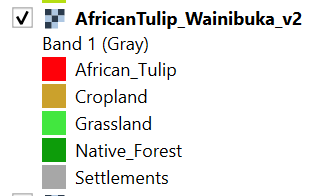 AfricanTulip_Wainibuka_v2
Band 1 (Gray)
African_Tulip
Cropland
Grassland
Native_Forest
Settlements